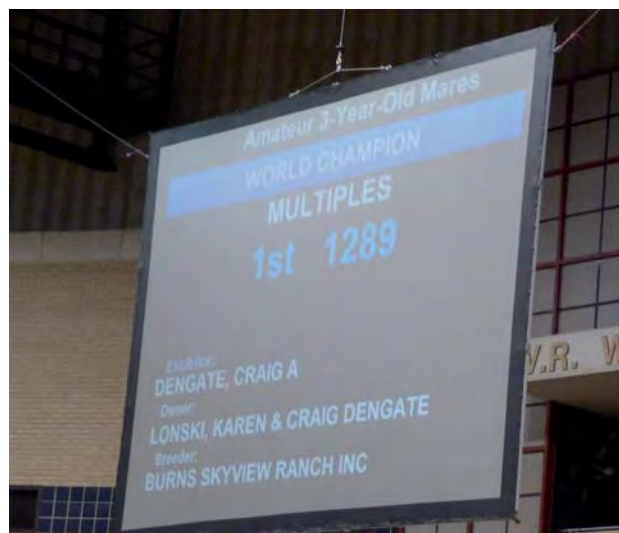 Amateur 3-Year-Old Mares
WORLD CHAMPION
MULTIPLES
1st 1289
Exhibitor:
DENGATE, CRAIG A
Owner:
LONSKI, KAREN & CRAIG DENGATE
Breeder:
BURNS SKYVIEW RANCH INC
W.R. W